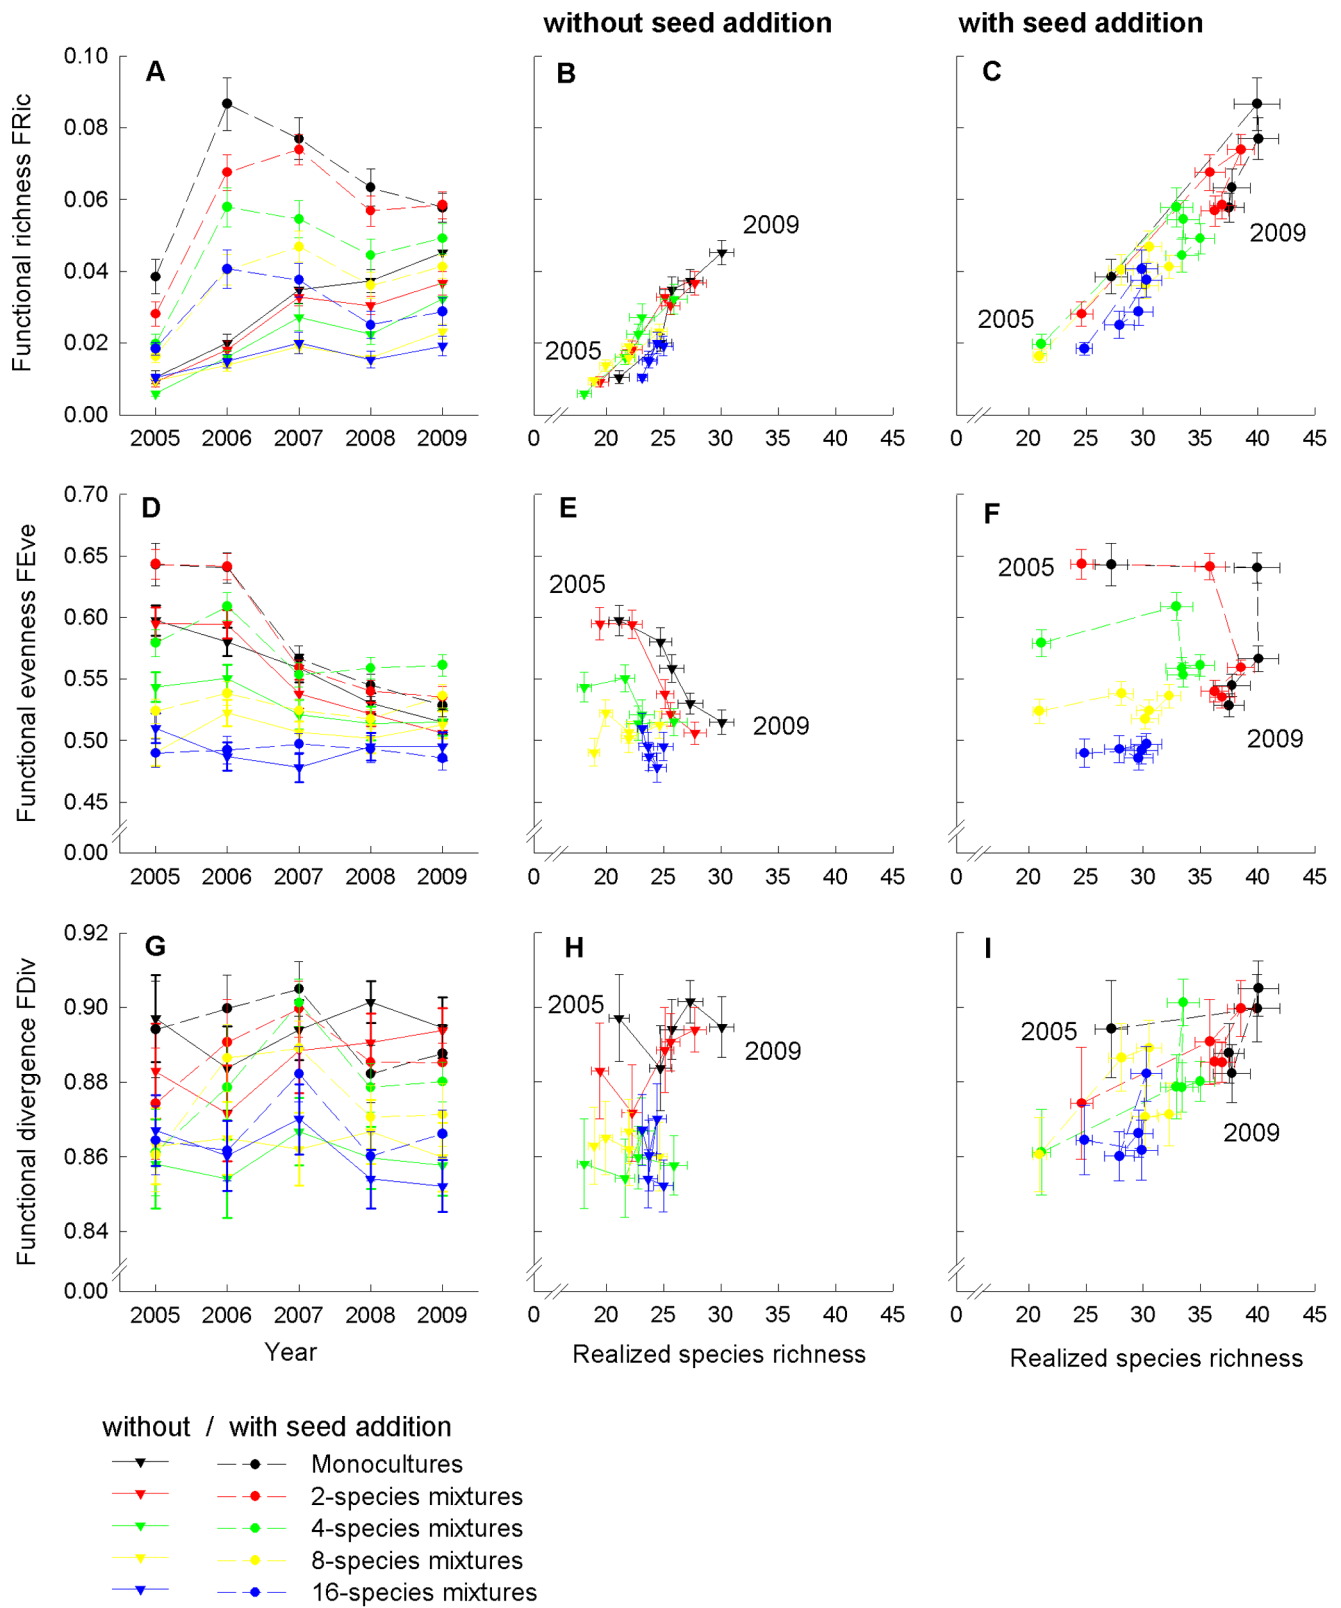 without seed addition
with seed addition
Functional richness FRic
0.10
0.08
0.06
0.04
0.02
0.00
A
2005 2006 2007 2008 2009
B
2009
2005
0 20 25 30 35 40 45
C
2009
2005
0 20 25 30 35 40 45
Functional evenness FEve
0.70
0.65
0.60
0.55
0.50
0.45
0.00
D
2005 2006 2007 2008 2009
E
2005
2009
0 20 25 30 35 40 45
F
2005
2009
0 20 25 30 35 40 45
Functional divergence FDiv
0.92
0.90
0.88
0.86
0.84
0.00
G
2005 2006 2007 2008 2009
Year
H
2005
2009
0 20 25 30 35 40 45
Realized species richness
I
2005
2009
0 20 25 30 35 40 45
Realized species richness
without / with seed addition
Monocultures
2-species mixtures
4-species mixtures
8-species mixtures
16-species mixtures